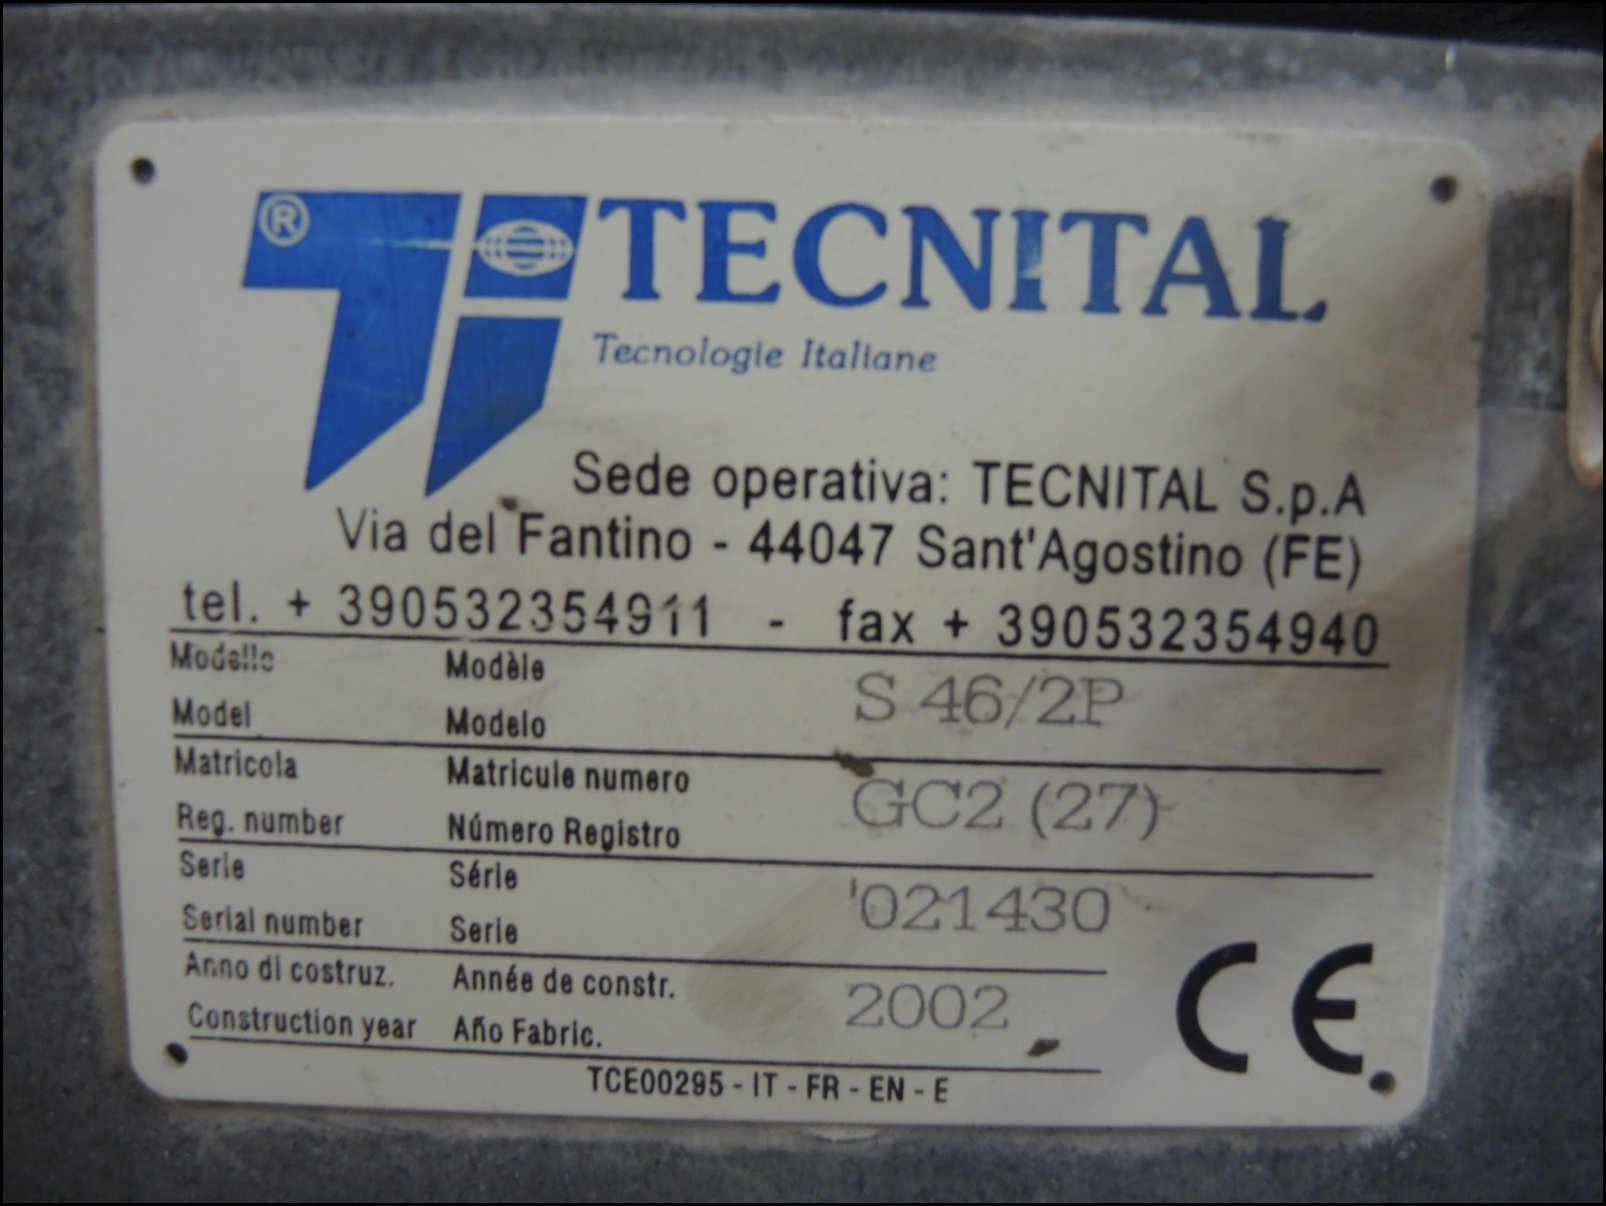 ® TECNITAL
Tecnologie Italiane
Sede operativa: TECNITAL S.p.A
Via del Fantino - 44047 Sant'Agostino (FE)
tel. + 390532354911 - fax + 390532354940
Modello Modèle
S 46/2P
Model Modelo
Matricola Matricule numero
GC2 (27)
Reg. number Número Registro
Serie Série
'021430
Serial number Serie
Anno di costruz. Année de constr.
2002
Construction year Año Fabric.
CE
TCE00295 - IT - FR - EN - E